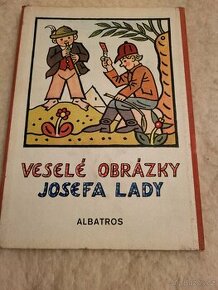 VESELÉ OBRÁZKY
JOSEFA LADY
ALBATROS